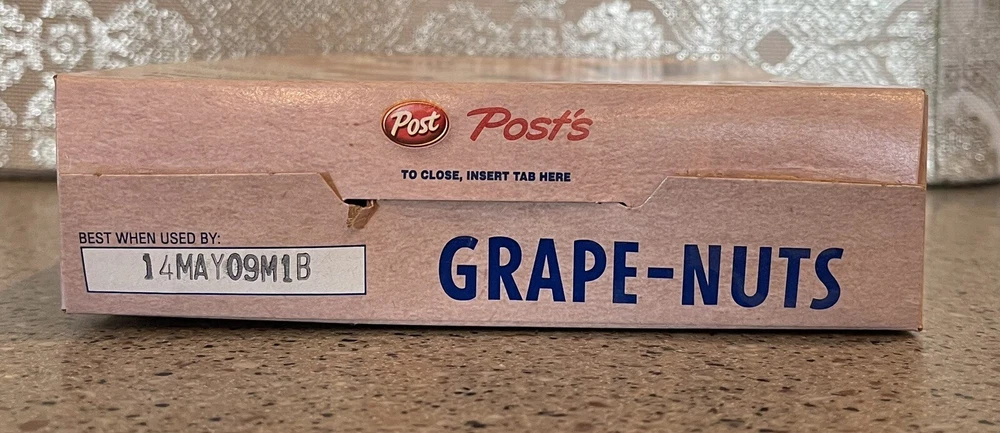 Post Post's
TO CLOSE, INSERT TAB HERE
BEST WHEN USED BY:
14MAY09M1B
GRAPE-NUTS